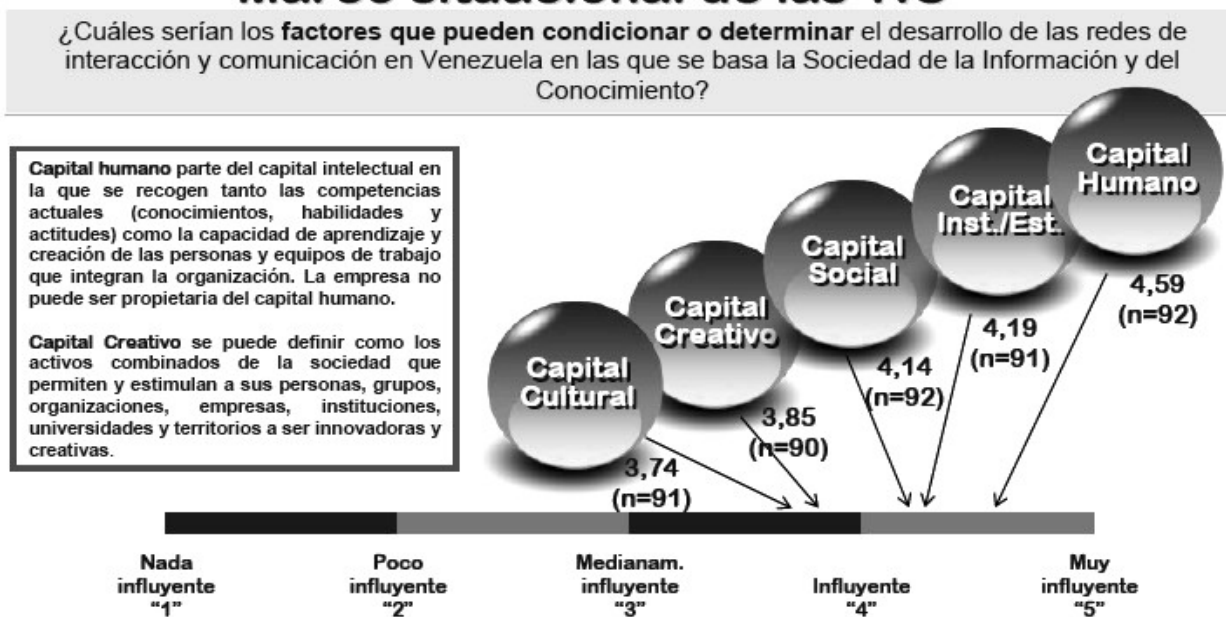 ¿Cuáles serían los factores que pueden condicionar o determinar el desarrollo de las redes de
interacción y comunicación en Venezuela en las que se basa la Sociedad de la Información y del
Conocimiento?
Capital humano parte del capital intelectual en
la que se recogen tanto las competencias
actuales (conocimientos, habilidades y
actitudes) como la capacidad de aprendizaje y
creación de las personas y equipos de trabajo
que integran la organización. La empresa no
puede ser propietaria del capital humano.
Capital Creativo se puede definir como los
activos combinados de la sociedad que
permiten y estimulan a sus personas, grupos,
organizaciones, empresas, instituciones,
universidades y territorios a ser innovadoras y
creativas.
Capital
Cultural
3,74
(n=91)
Capital
Creativo
3,85
(n=90)
Capital
Social
4,14
(n=92)
Capital
Inst./Est.
4,19
(n=91)
Capital
Humano
4,59
(n=92)
Nada
influyente
“1”
Poco
influyente
“2”
Medianam.
influyente
“3”
Influyente
“4”
Muy
influyente
“5”